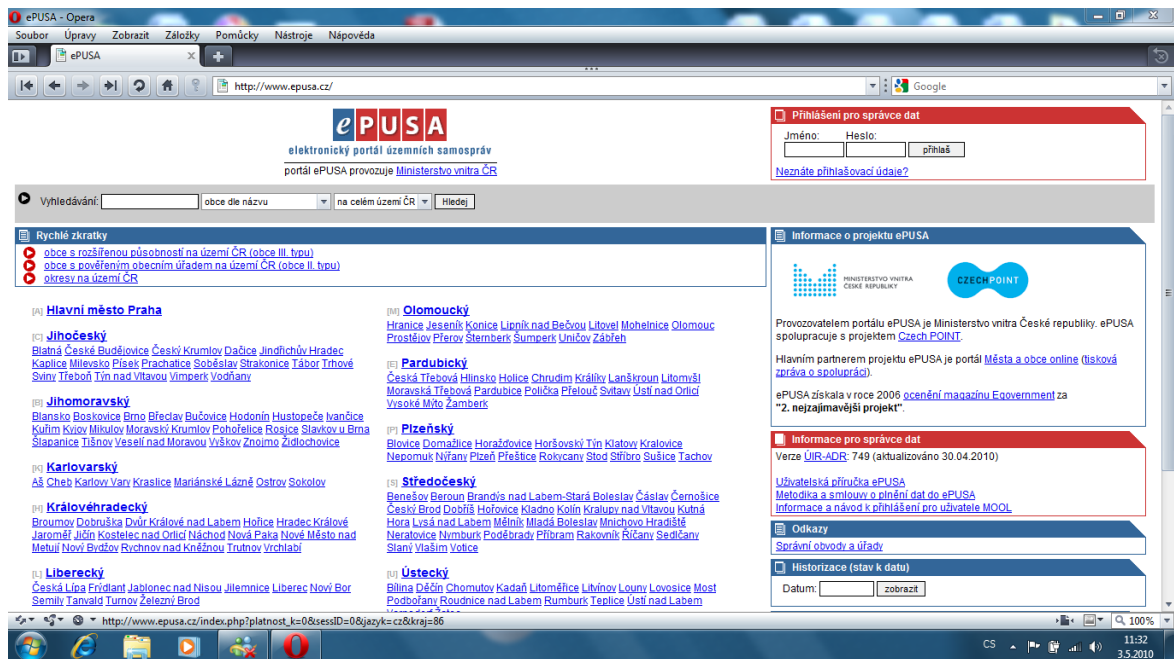 ePUSA - Opera
Soubor Úpravy Zobrazit Záložky Pomůcky Nástroje Nápověda
ePUSA
http://www.epusa.cz/
Google
ePUSA
elektronický portál územních samospráv
portál ePUSA provozuje Ministerstvo vnitra ČR
Přihlášení pro správce dat
Jméno: Heslo:
přihlaš
Neznáte přihlašovací údaje?
Vyhledávání: obce dle názvu na celém území ČR Hledej
Rychlé zkratky
obce s rozšířenou působností na území ČR (obce III. typu)
obce s pověřeným obecním úřadem na území ČR (obce II. typu)
okresy na území ČR
[A] Hlavní město Praha
[C] Jihočeský
Blatná České Budějovice Český Krumlov Dačice Jindřichův Hradec
Kaplice Milevsko Písek Prachatice Soběslav Strakonice Tábor Trhové
Sviny Třeboň Týn nad Vltavou Vimperk Vodňany
[B] Jihomoravský
Blansko Boskovice Brno Břeclav Bučovice Hodonín Hustopeče Ivančice
Kuřim Kyjov Mikulov Moravský Krumlov Pohořelice Rosice Slavkov u Brna
Šlapanice Tišnov Veselí nad Moravou Vyškov Znojmo Židlochovice
[K] Karlovarský
Aš Cheb Karlovy Vary Kraslice Mariánské Lázně Ostrov Sokolov
[H] Královéhradecký
Broumov Dobruška Dvůr Králové nad Labem Hořice Hradec Králové
Jaroměř Jičín Kostelec nad Orlicí Náchod Nová Paka Nové Město nad
Metují Nový Bydžov Rychnov nad Kněžnou Trutnov Vrchlabí
[L] Liberecký
Česká Lípa Frýdlant Jablonec nad Nisou Jilemnice Liberec Nový Bor
Semily Tanvald Turnov Železný Brod
[M] Olomoucký
Hranice Jeseník Konice Lipník nad Bečvou Litovel Mohelnice Olomouc
Prostějov Přerov Šternberk Šumperk Uničov Zábřeh
[E] Pardubický
Česká Třebová Hlinsko Holice Chrudim Králíky Lanškroun Litomyšl
Moravská Třebová Pardubice Polička Přelouč Svitavy Ústí nad Orlicí
Vysoké Mýto Žamberk
[P] Plzeňský
Blovice Domažlice Horažďovice Horšovský Týn Klatovy Kralovice
Nepomuk Nýřany Plzeň Přeštice Rokycany Stod Stříbro Sušice Tachov
[S] Středočeský
Benešov Beroun Brandýs nad Labem-Stará Boleslav Čáslav Černošice
Český Brod Dobříš Hořovice Kladno Kolín Kralupy nad Vltavou Kutná
Hora Lysá nad Labem Mělník Mladá Boleslav Mnichovo Hradiště
Neratovice Nymburk Poděbrady Příbram Rakovník Říčany Sedlčany
Slaný Vlašim Votice
[U] Ústecký
Bílina Děčín Chomutov Kadaň Litoměřice Litvínov Louny Lovosice Most
Podbořany Roudnice nad Labem Rumburk Teplice Ústí nad Labem
Informace o projektu ePUSA
MINISTERSTVO VNITRA
ČESKÉ REPUBLIKY
CZECH POINT
Provozovatelem portálu ePUSA je Ministerstvo vnitra České republiky. ePUSA
spolupracuje s projektem Czech POINT.
Hlavním partnerem projektu ePUSA je portál Města a obce online (tisková
zpráva o spolupráci).
ePUSA získala v roce 2006 ocenění magazínu Egovernment za
"2. nejzajímavější projekt".
Informace pro správce dat
Verze ÚIR-ADR: 749 (aktualizováno 30.04.2010)
Uživatelská příručka ePUSA
Metodika a smlouvy o plnění dat do ePUSA
Informace a návod k přihlášení pro uživatele MOOL
Odkazy
Správní obvody a úřady
Historizace (stav k datu)
Datum: zobrazit
http://www.epusa.cz/index.php?platnost_k=0&sessID=0&jazyk=cz&kraj=86
100%
CS
11:32
3.5.2010